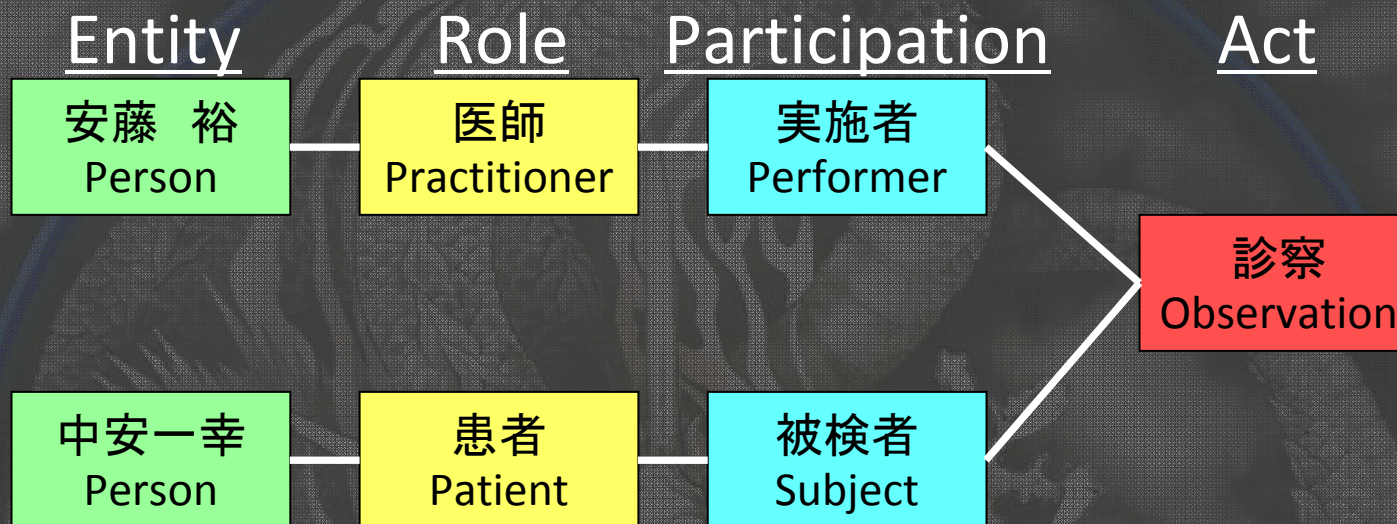 Entity Role Participation Act
安藤　裕
Person
医師
Practitioner
実施者
Performer
診察
Observation
中安一幸
Person
患者
Patient
被検者
Subject